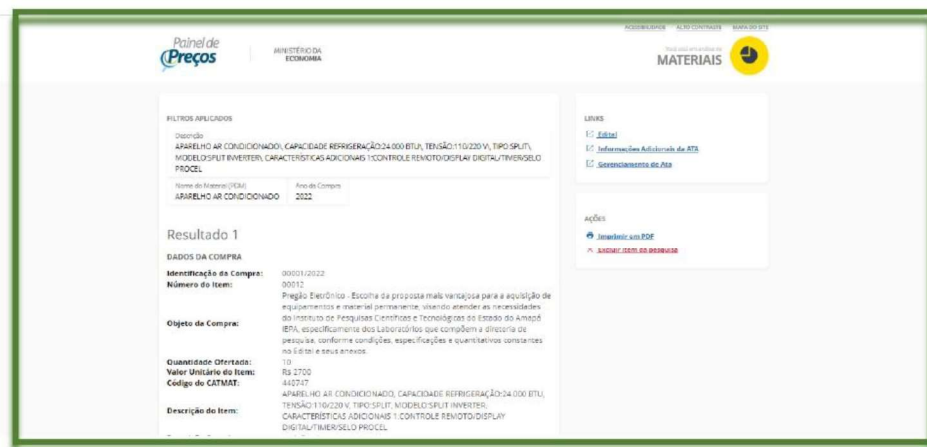 ACESSIBILIDADE ALTO CONTRASTE MAPA DO SITE
Painel de
Preços
MINISTÉRIO DA
ECONOMIA
Você está em análise de
MATERIAIS
FILTROS APLICADOS
Descrição
APARELHO AR CONDICIONADO\, CAPACIDADE REFRIGERAÇÃO:24.000 BTU\, TENSÃO:110/220 V\, TIPO:SPLIT\,
MODELO:SPLIT INVERTER\, CARACTERÍSTICAS ADICIONAIS 1:CONTROLE REMOTO/DISPLAY DIGITAL/TIMER/SELO
PROCEL
Nome do Material (PDM) Ano da Compra
APARELHO AR CONDICIONADO 2022
Resultado 1
DADOS DA COMPRA
Identificação da Compra: 00001/2022
Número do Item: 00012
Objeto da Compra: Pregão Eletrônico - Escolha da proposta mais vantajosa para a aquisição de
equipamentos e material permanente, visando atender as necessidades
do Instituto de Pesquisas Científicas e Tecnológicas do Estado do Amapá
IEPA, especificamente dos Laboratórios que compõem a diretoria de
pesquisa, conforme condições, especificações e quantitativos constantes
no Edital e seus anexos.
Quantidade Ofertada: 10
Valor Unitário do Item: R$ 2700
Código do CATMAT: 440747
Descrição do Item: APARELHO AR CONDICIONADO, CAPACIDADE REFRIGERAÇÃO:24.000 BTU,
TENSÃO:110/220 V, TIPO:SPLIT, MODELO:SPLIT INVERTER,
CARACTERÍSTICAS ADICIONAIS 1:CONTROLE REMOTO/DISPLAY
DIGITAL/TIMER/SELO PROCEL
LINKS
Edital
Informações Adicionais da ATA
Gerenciamento de Ata
AÇÕES
Imprimir em PDF
Excluir item da pesquisa